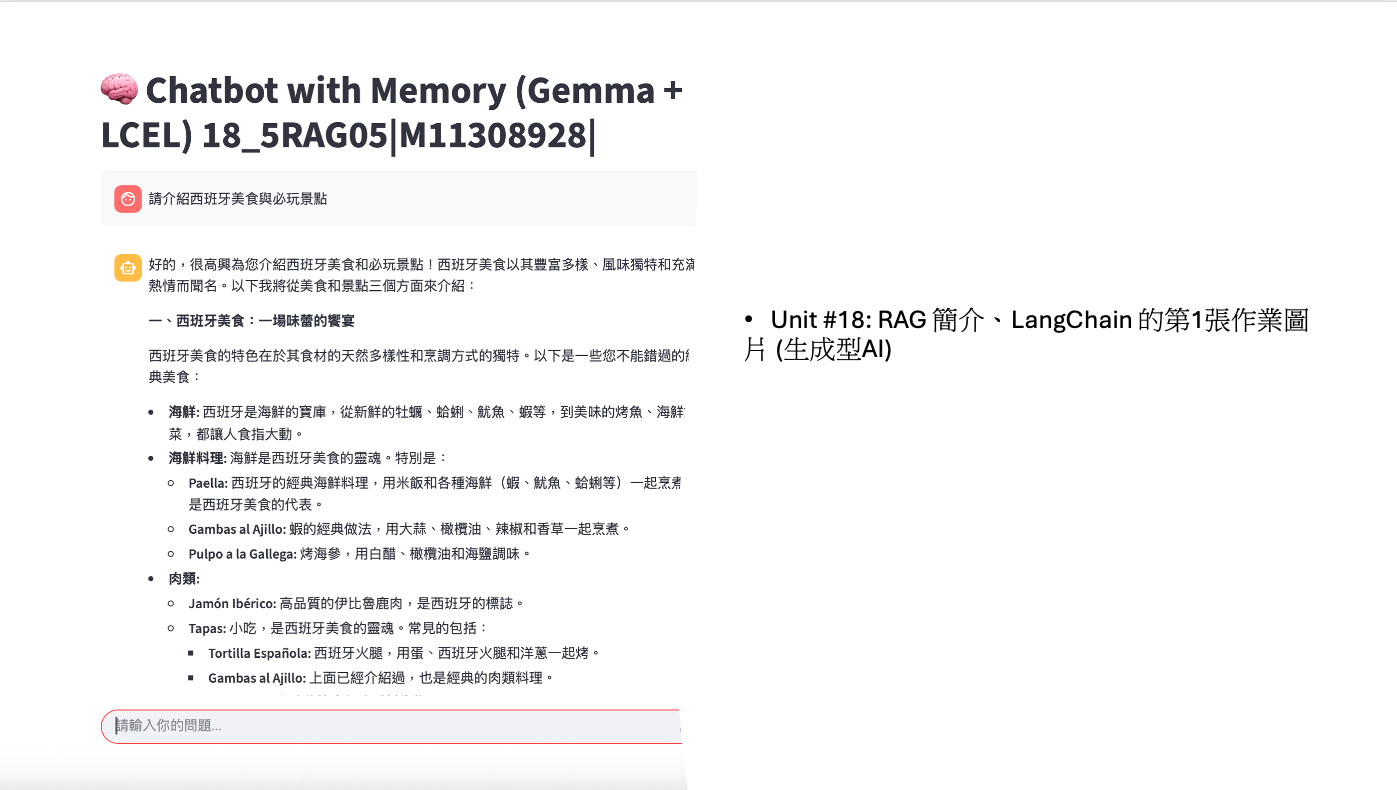 🧠 Chatbot with Memory (Gemma +
LCEL) 18_5RAG05|M11308928|
請介紹西班牙美食與必玩景點
好的，很高興為您介紹西班牙美食和必玩景點！西班牙美食以其豐富多樣、風味獨特和充滿
熱情而聞名。以下我將從美食和景點三個方面來介紹：
一、西班牙美食：一場味蕾的饗宴
西班牙美食的特色在於其食材的天然多樣性和烹調方式的獨特。以下是一些您不能錯過的經
典美食：
• 海鮮: 西班牙是海鮮的寶庫，從新鮮的牡蠣、蛤蜊、魷魚、蝦等，到美味的烤魚、海鮮
菜，都讓人食指大動。
• 海鮮料理: 海鮮是西班牙美食的靈魂。特別是：
○ Paella: 西班牙的經典海鮮料理，用米飯和各種海鮮（蝦、魷魚、蛤蜊等）一起烹煮
是西班牙美食的代表。
○ Gambas al Ajillo: 蝦的經典做法，用大蒜、橄欖油、辣椒和香草一起烹煮。
○ Pulpo a la Gallega: 烤海參，用白醋、橄欖油和海鹽調味。
• 肉類:
○ Jamón Ibérico: 高品質的伊比魯鹿肉，是西班牙的標誌。
○ Tapas: 小吃，是西班牙美食的靈魂。常見的包括：
▪ Tortilla Española: 西班牙火腿，用蛋、西班牙火腿和洋蔥一起烤。
▪ Gambas al Ajillo: 上面已經介紹過，也是經典的肉類料理。
請輸入你的問題...
• Unit #18: RAG 簡介、LangChain 的第1張作業圖
片 (生成型AI)